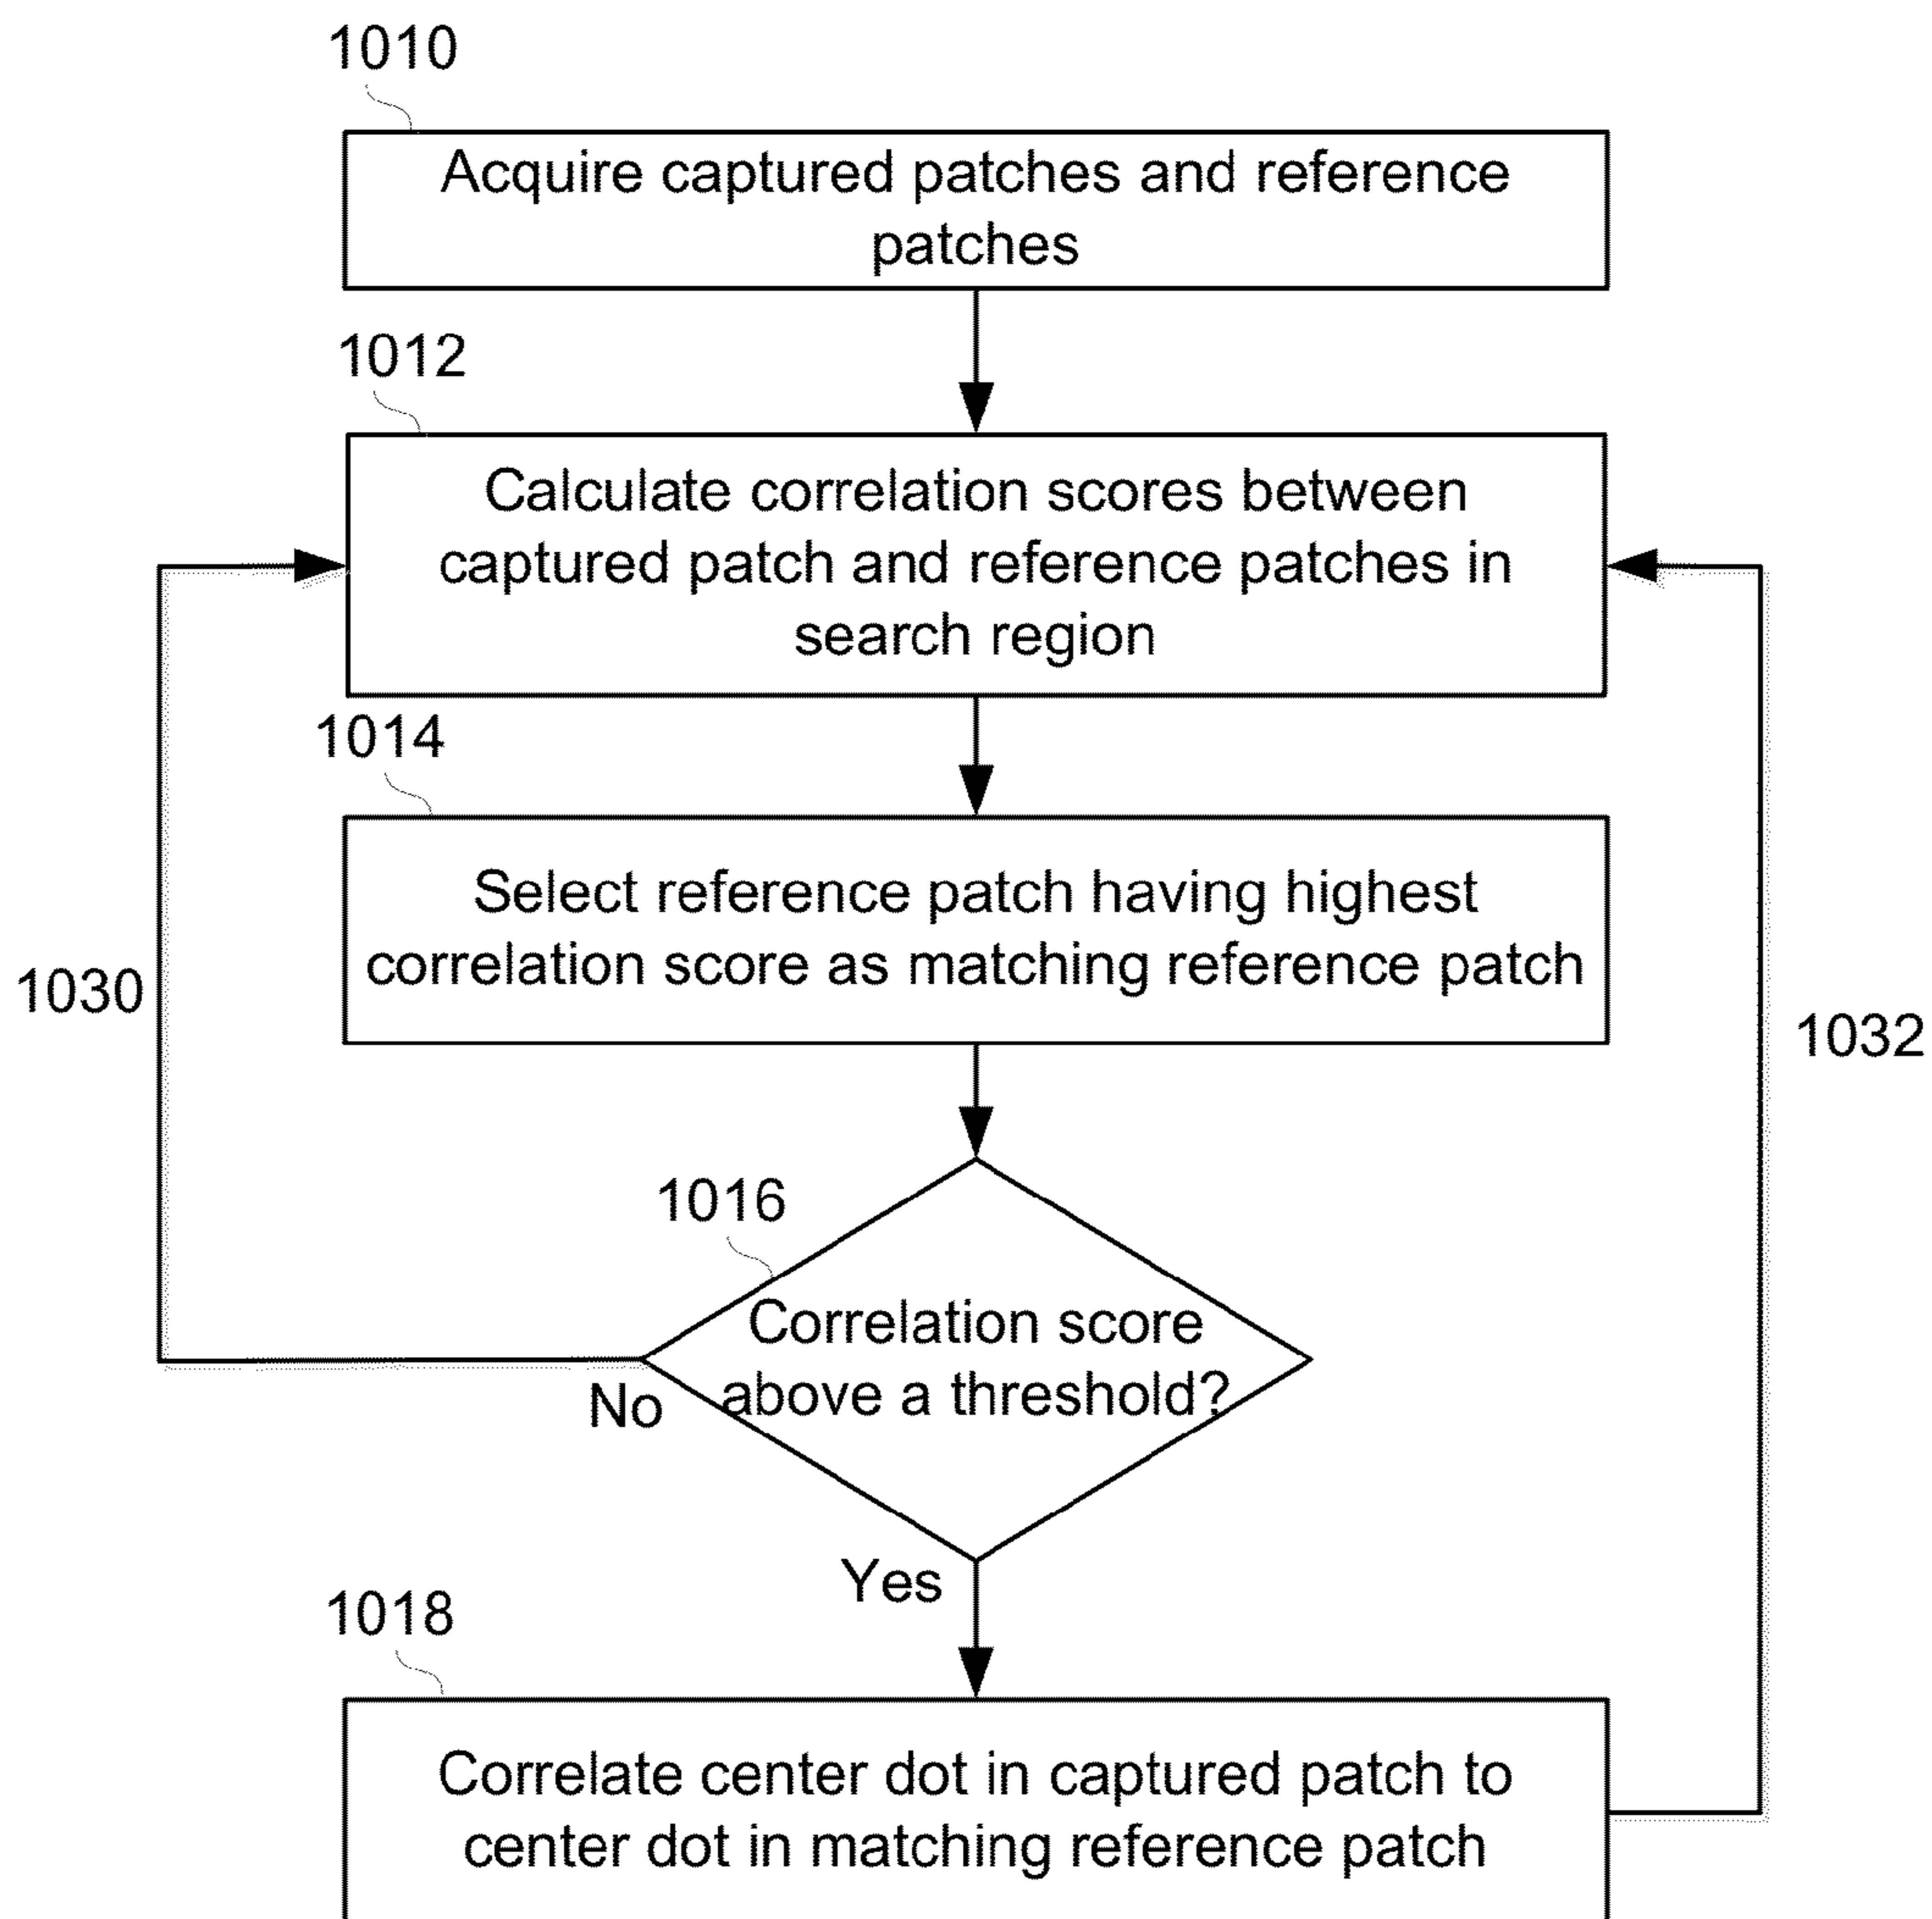 1010
Acquire captured patches and reference
patches
1012
Calculate correlation scores between
captured patch and reference patches in
search region
1014
Select reference patch having highest
correlation score as matching reference patch
1030
1032
1016
Correlation score
above a threshold?
No
Yes
1018
Correlate center dot in captured patch to
center dot in matching reference patch